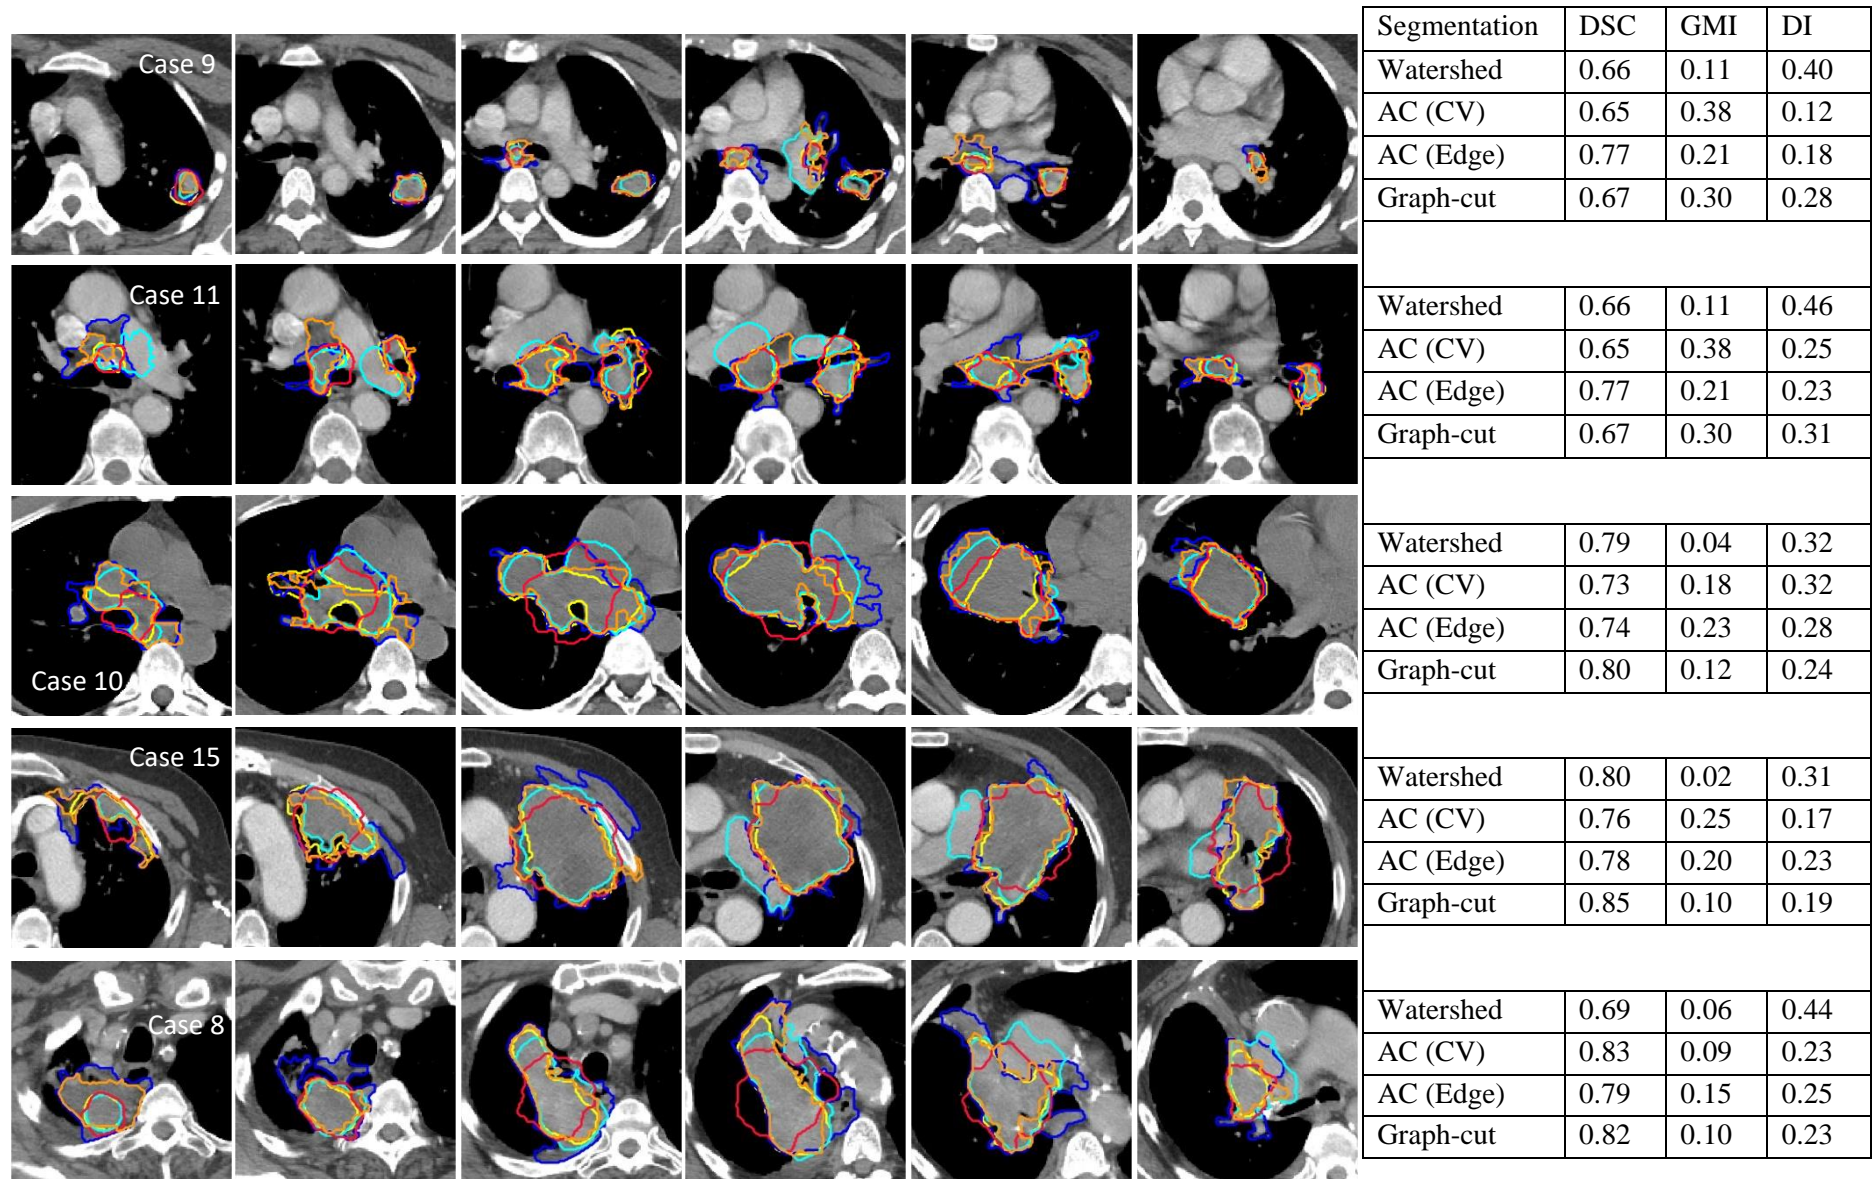 Case 9
Segmentation DSC GMI DI
Watershed 0.66 0.11 0.40
AC (CV) 0.65 0.38 0.12
AC (Edge) 0.77 0.21 0.18
Graph-cut 0.67 0.30 0.28
Case 11
Watershed 0.66 0.11 0.46
AC (CV) 0.65 0.38 0.25
AC (Edge) 0.77 0.21 0.23
Graph-cut 0.67 0.30 0.31
Case 10
Watershed 0.79 0.04 0.32
AC (CV) 0.73 0.18 0.32
AC (Edge) 0.74 0.23 0.28
Graph-cut 0.80 0.12 0.24
Case 15
Watershed 0.80 0.02 0.31
AC (CV) 0.76 0.25 0.17
AC (Edge) 0.78 0.20 0.23
Graph-cut 0.85 0.10 0.19
Case 8
Watershed 0.69 0.06 0.44
AC (CV) 0.83 0.09 0.23
AC (Edge) 0.79 0.15 0.25
Graph-cut 0.82 0.10 0.23